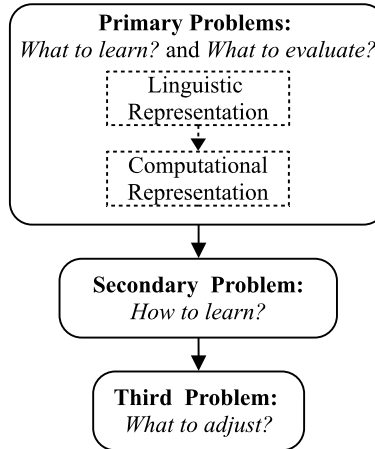 Primary Problems:
What to learn? and What to evaluate?
Linguistic
Representation
Computational
Representation
Secondary Problem:
How to learn?
Third Problem:
What to adjust?